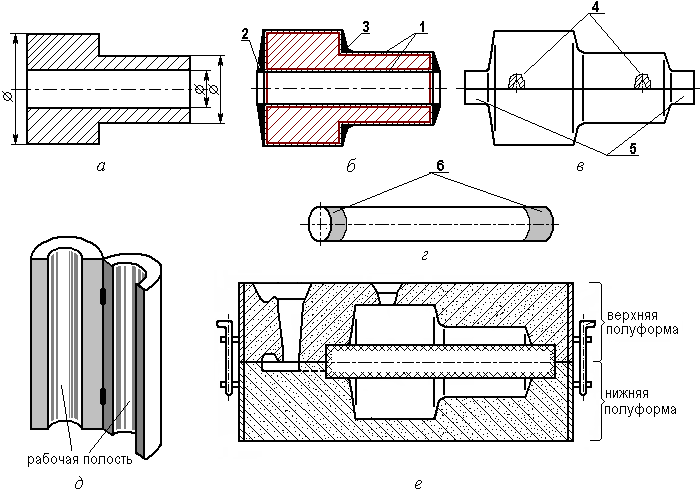 2
3
1
4
⌀
⌀
⌀
5
а
б
в
6
г
верхняя
полуформа
нижняя
полуформа
рабочая полость
д
е